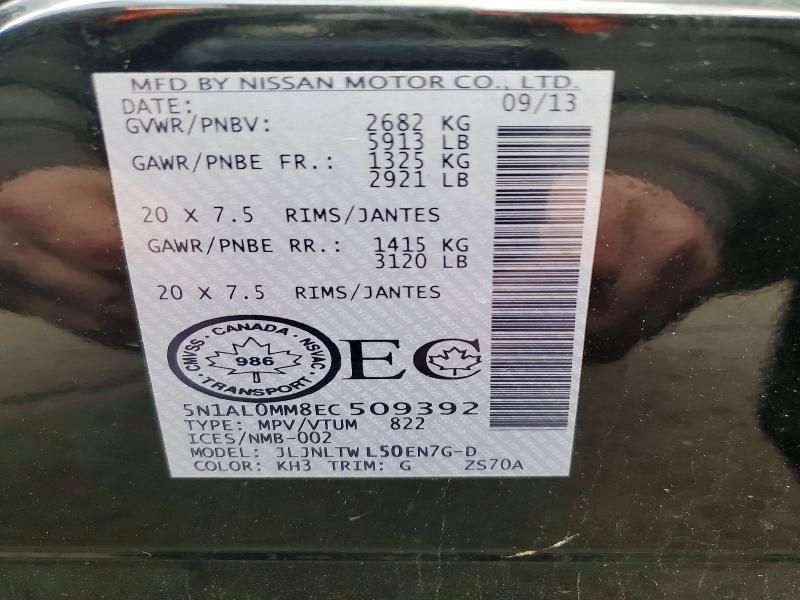 MFD BY NISSAN MOTOR CO., LTD.
DATE: 09/13
GVWR/PNBV: 2682 KG
5913 LB
GAWR/PNBE FR.: 1325 KG
2921 LB
20 X 7.5 RIMS/JANTES
GAWR/PNBE RR.: 1415 KG
3120 LB
20 X 7.5 RIMS/JANTES
CANADA
CMVSS · NSVAC
986
TRANSPORT
EC
5N1AL0MM8EC509392
TYPE: MPV/VTUM 822
ICES/NMB-002
MODEL: JLJNLTWL50EN7G-D
COLOR: KH3 TRIM: G ZS70A